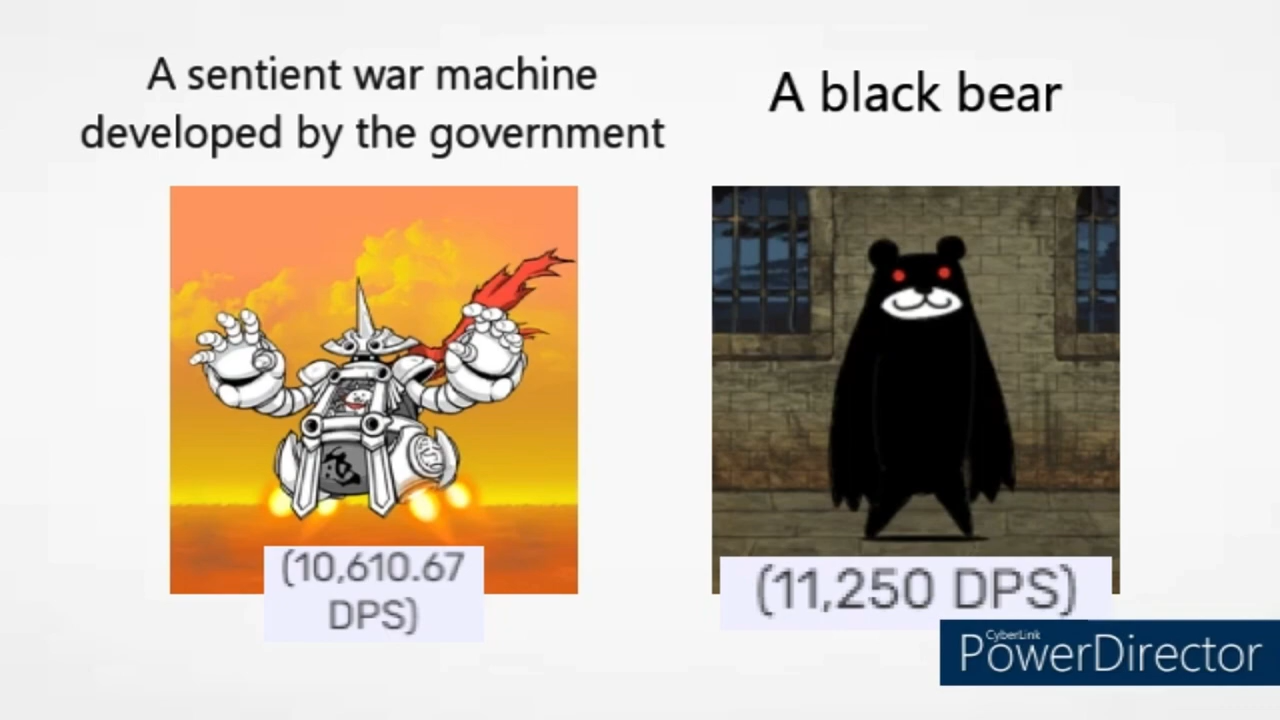 A sentient war machine
developed by the government
A black bear
(10,610.67
DPS)
(11,250 DPS)
CyberLink
PowerDirector